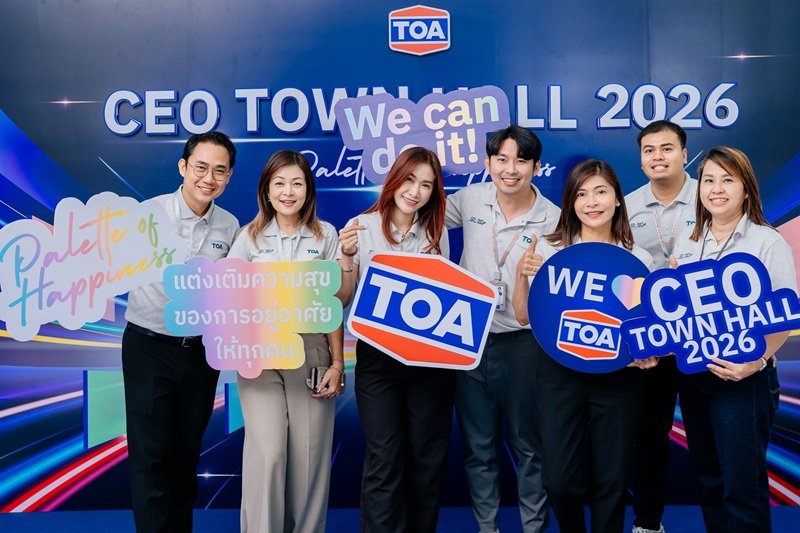 TOA
CEO TOWN HALL 2026
We can
do it!
Palette of
Happiness
แต่งเติมความสุข
ของการอยู่อาศัย
ให้ทุกคน
TOA
WE
TOA
CEO
TOWN HALL
2026
TOA
TOA